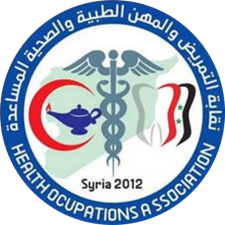 نقابة التمريض والمهن الطبية والصحية المساعدة
Syria 2012
HEALTH OCUPATIONS A SSOCIATION